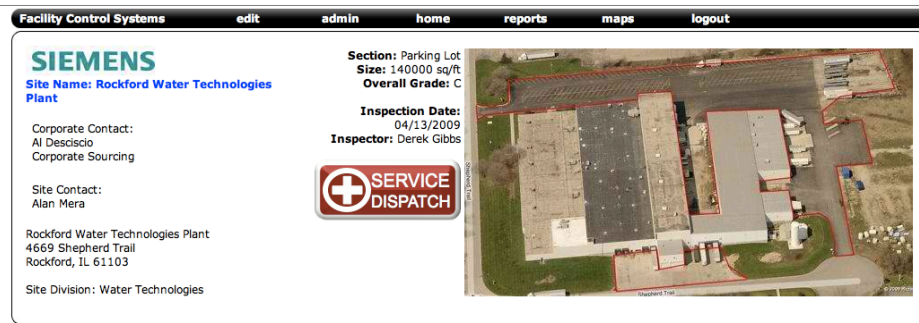 Facility Control Systems edit admin home reports maps logout
SIEMENS
Site Name: Rockford Water Technologies
Plant
Corporate Contact:
Al Desciscio
Corporate Sourcing
Site Contact:
Alan Mera
Rockford Water Technologies Plant
4669 Shepherd Trail
Rockford, IL 61103
Site Division: Water Technologies
Section: Parking Lot
Size: 140000 sq/ft
Overall Grade: C
Inspection Date:
04/13/2009
Inspector: Derek Gibbs
SERVICE
DISPATCH
Shepherd Trail
Shepherd Trail